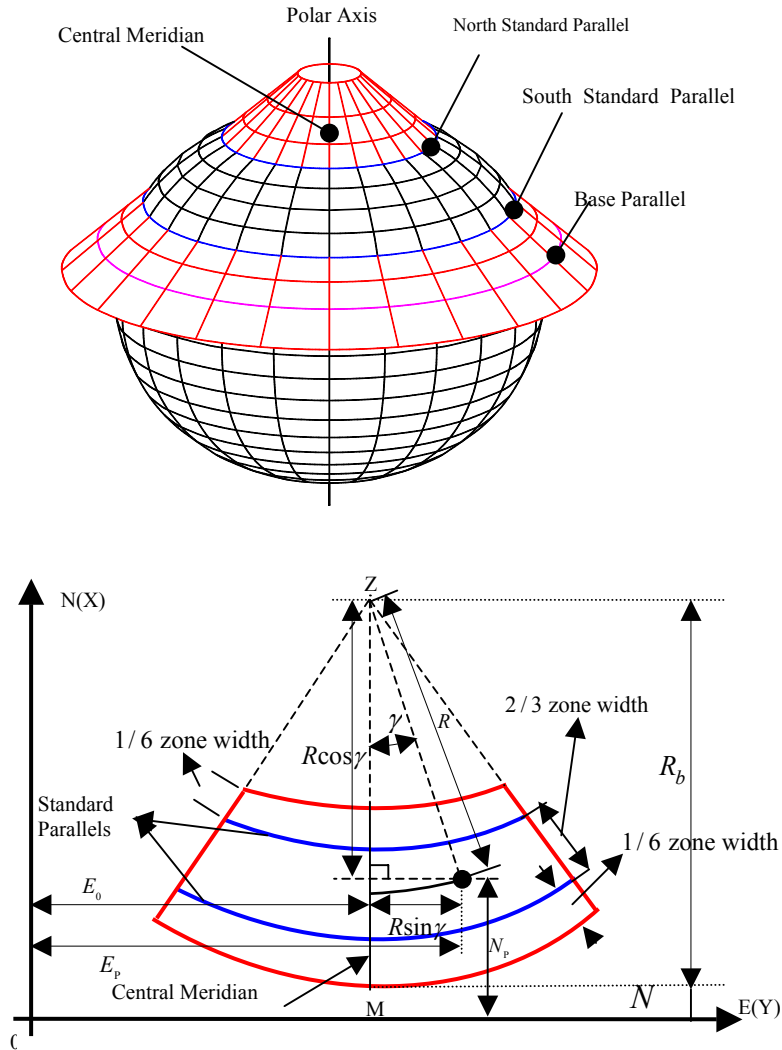 Polar Axis
Central Meridian
North Standard Parallel
South Standard Parallel
Base Parallel
N(X)
Z
2/3 zone width
1/6 zone width
γ
R
Rcosγ
R_b
Standard
Parallels
1/6 zone width
E_0
Rsinγ
N_P
E_P
Central Meridian
M
N
E(Y)